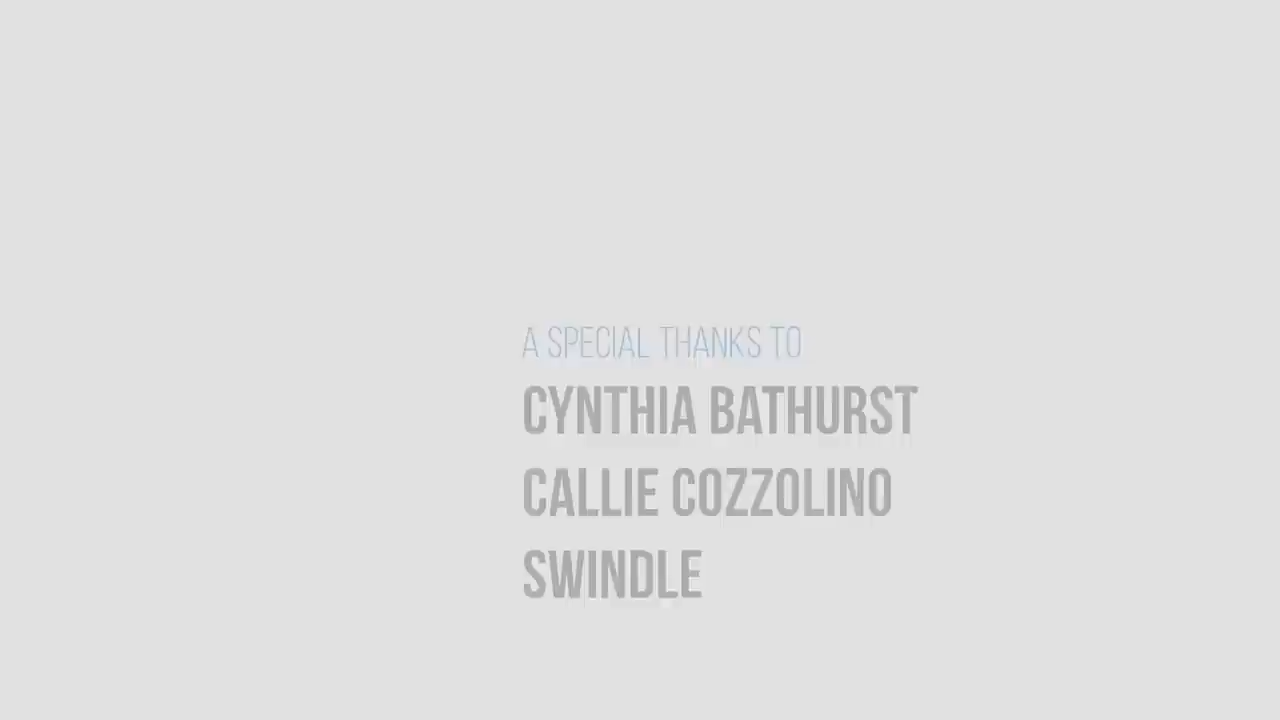 A SPECIAL THANKS TO
CYNTHIA BATHURST
CALLIE COZZOLINO
SWINDLE